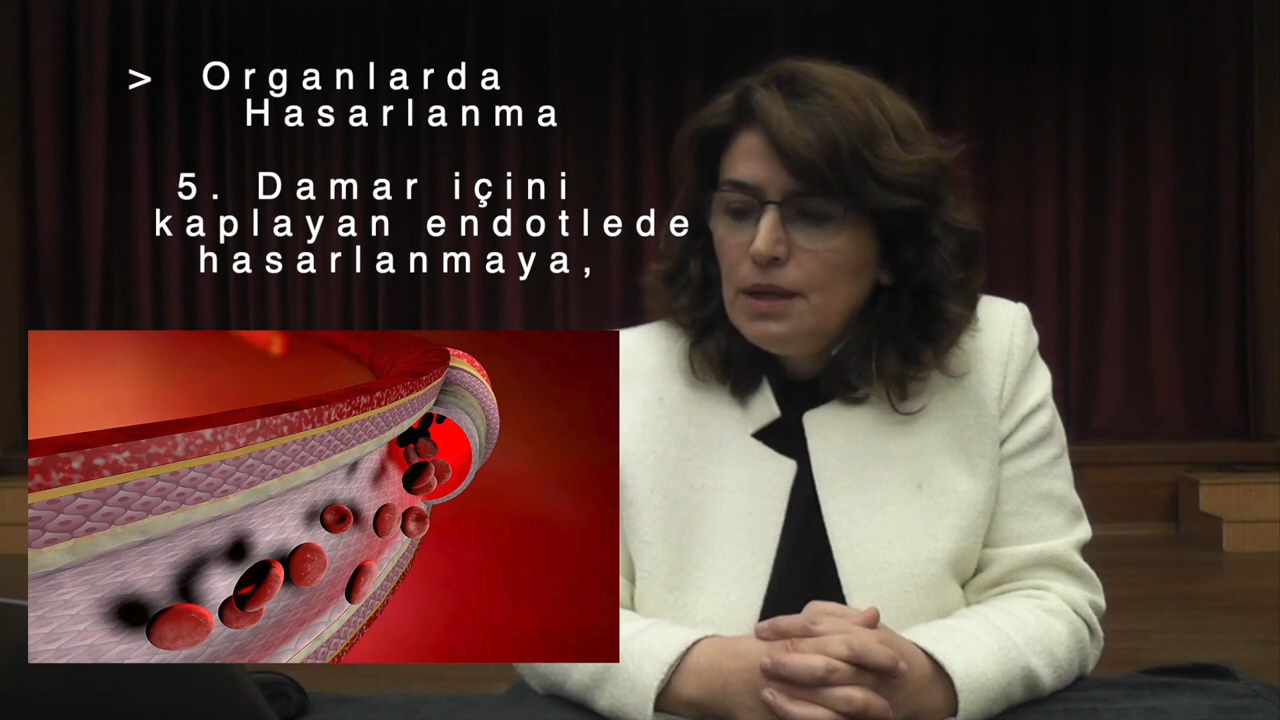 > Organlarda
Hasarlanma
5. Damar içini
kaplayan endotlede
hasarlanmaya,